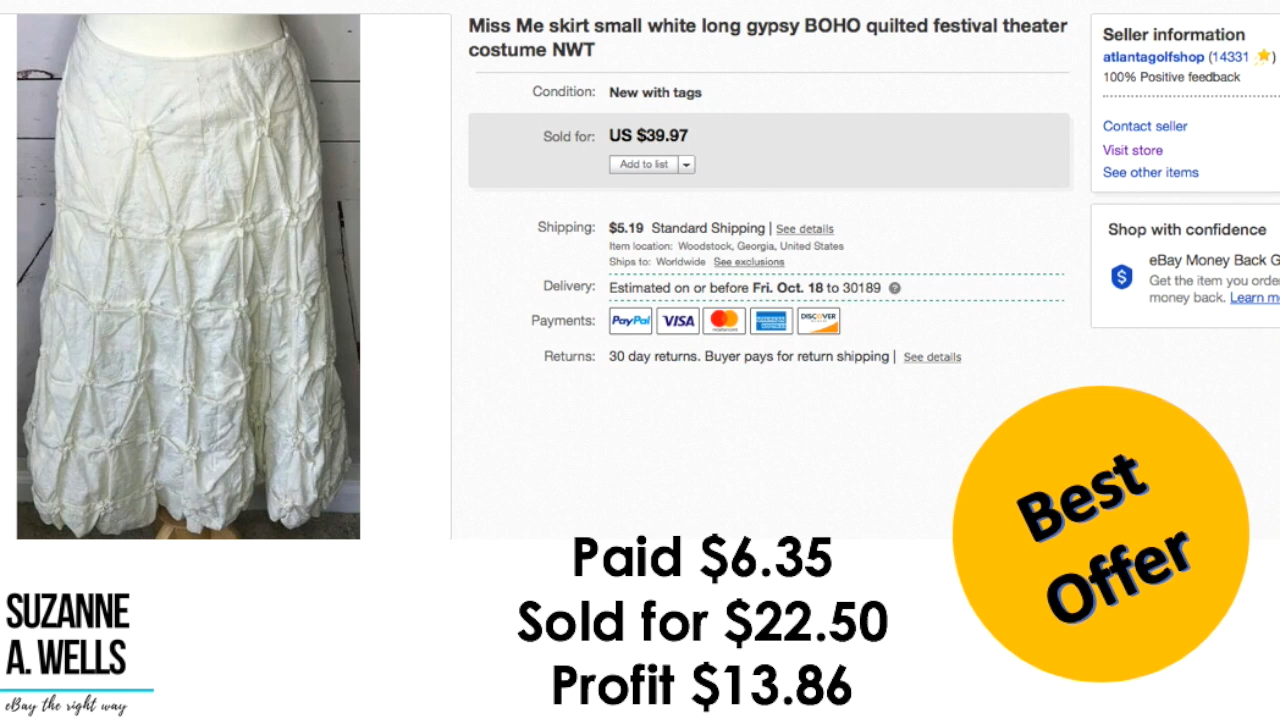 Miss Me skirt small white long gypsy BOHO quilted festival theater
costume NWT
Condition: New with tags
Sold for: US $39.97
Add to list
Shipping: $5.19 Standard Shipping | See details
Item location: Woodstock, Georgia, United States
Ships to: Worldwide See exclusions
Delivery: Estimated on or before Fri. Oct. 18 to 30189 ?
Payments: PayPal VISA mastercard AMERICAN EXPRESS DISCOVER
Returns: 30 day returns. Buyer pays for return shipping | See details
Seller information
atlantagolfshop (14331 )
100% Positive feedback
Contact seller
Visit store
See other items
Shop with confidence
eBay Money Back G
$
Get the item you orde
money back. Learn m
Best
Offer
Paid $6.35
Sold for $22.50
Profit $13.86
SUZANNE
A. WELLS
eBay the right way